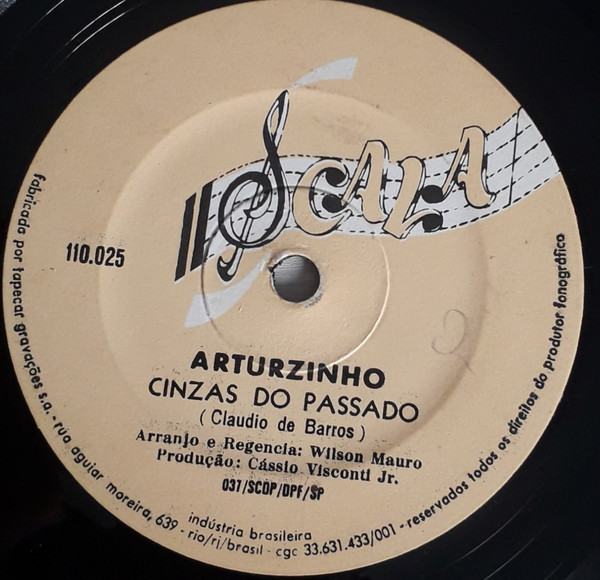 SCALA
110.025
ARTURZINHO
CINZAS DO PASSADO
( Claudio de Barros )
Arranjo e Regencia: Wilson Mauro
Produção: Cássio Visconti Jr.
037/SCDP/DPF/SP
indústria brasileira
fabricada por tapecar gravações s.a. - rua aguiar moreira, 639 - rio/rj/brasil - cgc 33.631.433/001 - reservados todos os direitos do produtor fonográfico